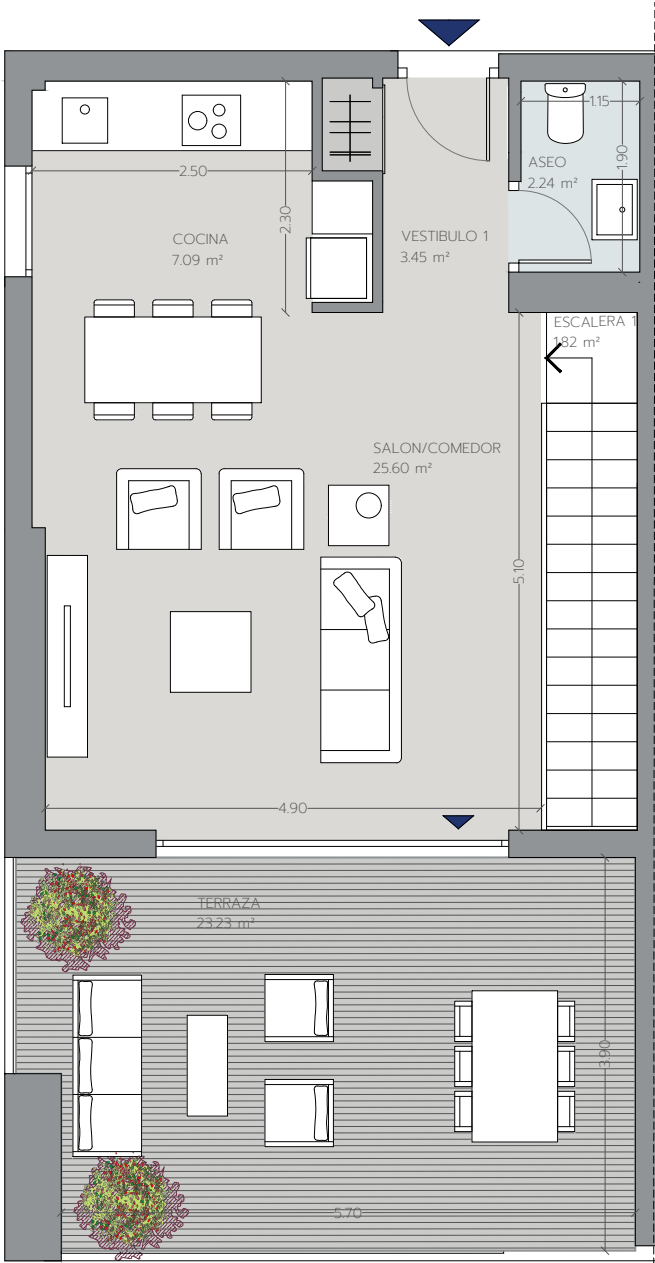 1.15
ASEO
2.24 m²
1.90
2.50
2.30
COCINA
7.09 m²
VESTIBULO 1
3.45 m²
ESCALERA 1
1.82 m²
SALON/COMEDOR
25.60 m²
5.10
4.90
TERRAZA
23.23 m²
3.90
5.70